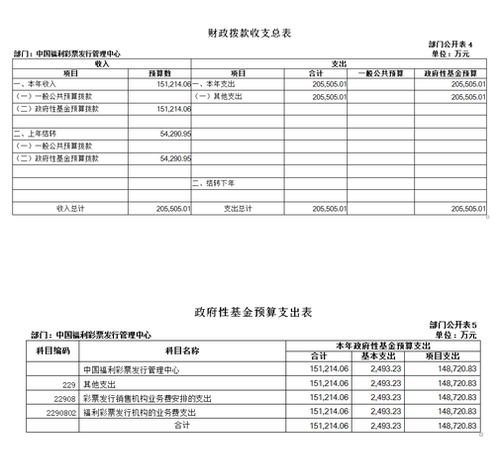 财政拨款收支总表
部门公开表 4
部门：中国福利彩票发行管理中心 单位：万元
收入 支出
项目 预算数 项目 合计 一般公共预算 政府性基金预算
一、本年收入 151,214.06 一、本年支出 205,505.01 205,505.01
（一）一般公共预算拨款 （一）其他支出 205,505.01 205,505.01
（二）政府性基金预算拨款 151,214.06
二、上年结转 54,290.95
（一）一般公共预算拨款
（二）政府性基金预算拨款 54,290.95
二、结转下年
收入总计 205,505.01 支出总计 205,505.01 205,505.01
政府性基金预算支出表
部门公开表5
部门：中国福利彩票发行管理中心 单位：万元
科目编码 科目名称 本年政府性基金预算支出
合计 基本支出 项目支出
中国福利彩票发行管理中心 151,214.06 2,493.23 148,720.83
229 其他支出 151,214.06 2,493.23 148,720.83
22908 彩票发行销售机构业务费安排的支出 151,214.06 2,493.23 148,720.83
2290802 福利彩票发行机构的业务费支出 151,214.06 2,493.23 148,720.83
合计 151,214.06 2,493.23 148,720.83